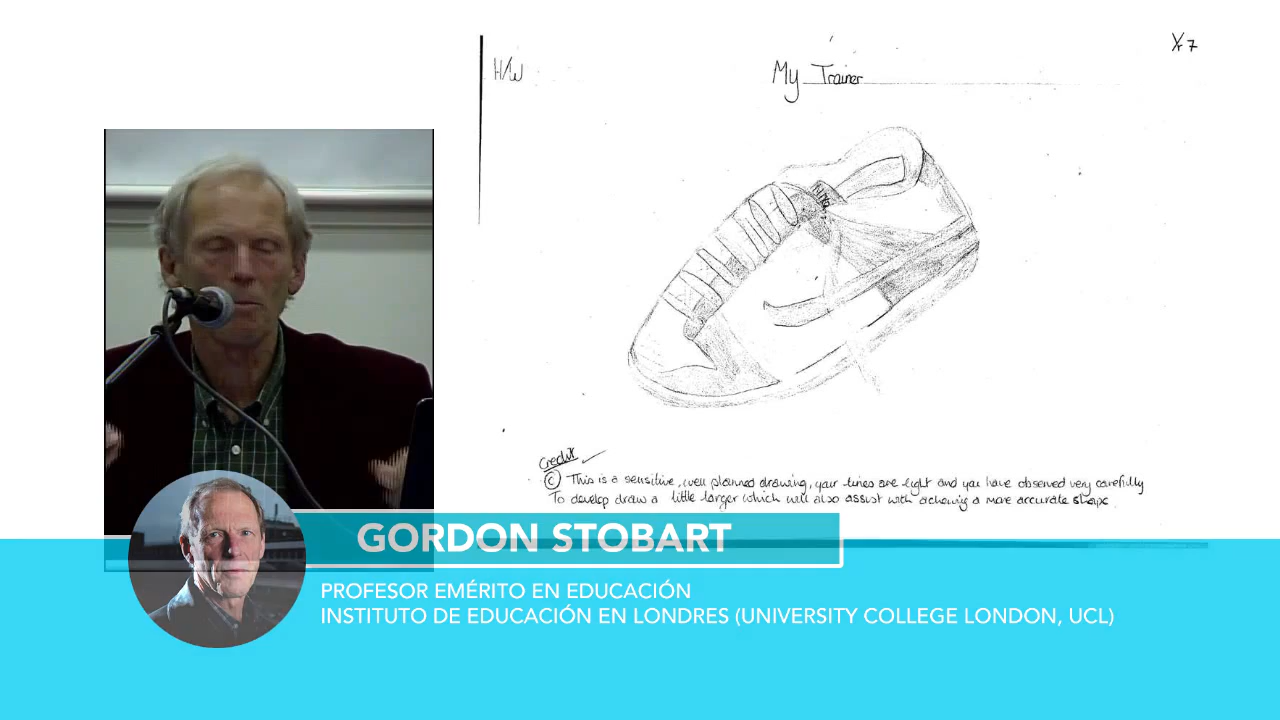 Yr 7
H/W
My Trainer
Credit
C This is a sensitive, well planned drawing, your lines are light and you have observed very carefully
To develop draw a little larger which will also assist with achieving a more accurate shape.
GORDON STOBART
PROFESOR EMÉRITO EN EDUCACIÓN
INSTITUTO DE EDUCACIÓN EN LONDRES (UNIVERSITY COLLEGE LONDON, UCL)